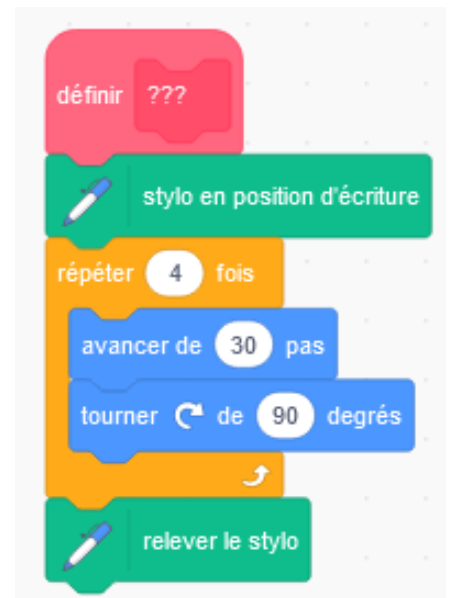 définir ???
stylo en position d'écriture
répéter 4 fois
avancer de 30 pas
tourner de 90 degrés
relever le stylo